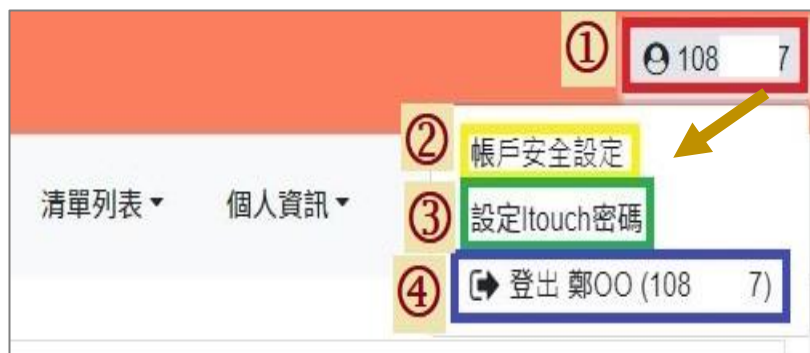 ① 108 7
② 帳戶安全設定
清單列表 個人資訊 ③ 設定Itouch密碼
④ 登出 鄭OO (108 7)